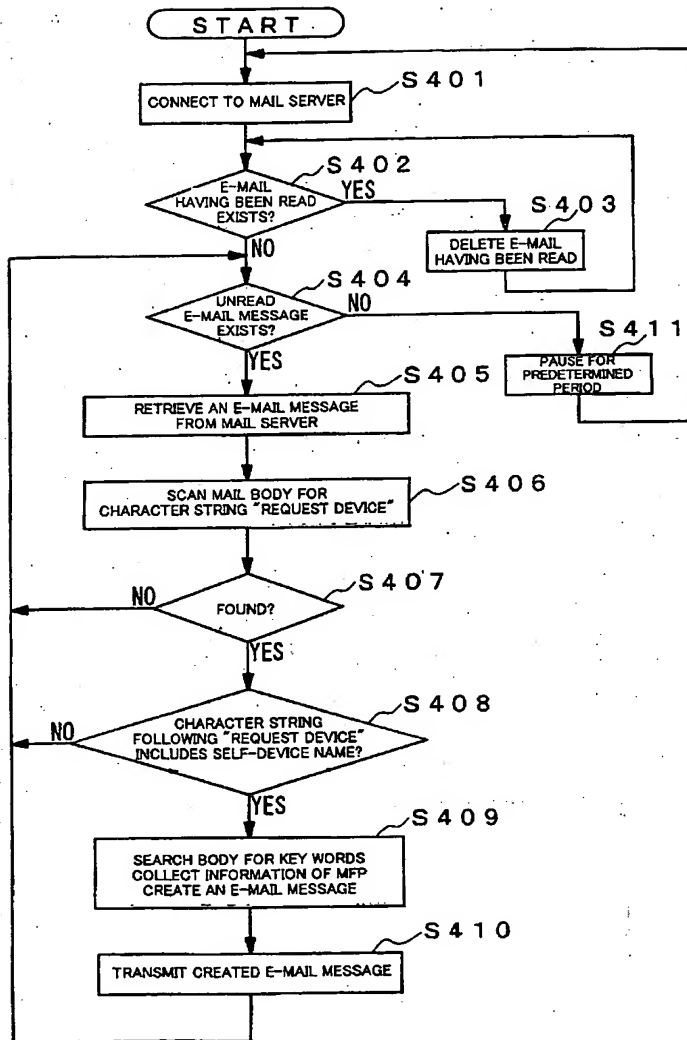 START
S401
CONNECT TO MAIL SERVER
S402
E-MAIL
HAVING BEEN READ
EXISTS?
YES
NO
S403
DELETE E-MAIL
HAVING BEEN READ
S404
UNREAD
E-MAIL MESSAGE
EXISTS?
NO
YES
S411
PAUSE FOR
PREDETERMINED
PERIOD
S405
RETRIEVE AN E-MAIL MESSAGE
FROM MAIL SERVER
S406
SCAN MAIL BODY FOR
CHARACTER STRING "REQUEST DEVICE"
S407
FOUND?
NO
YES
S408
CHARACTER STRING
FOLLOWING "REQUEST DEVICE"
INCLUDES SELF-DEVICE NAME?
NO
YES
S409
SEARCH BODY FOR KEY WORDS
COLLECT INFORMATION OF MFP
CREATE AN E-MAIL MESSAGE
S410
TRANSMIT CREATED E-MAIL MESSAGE